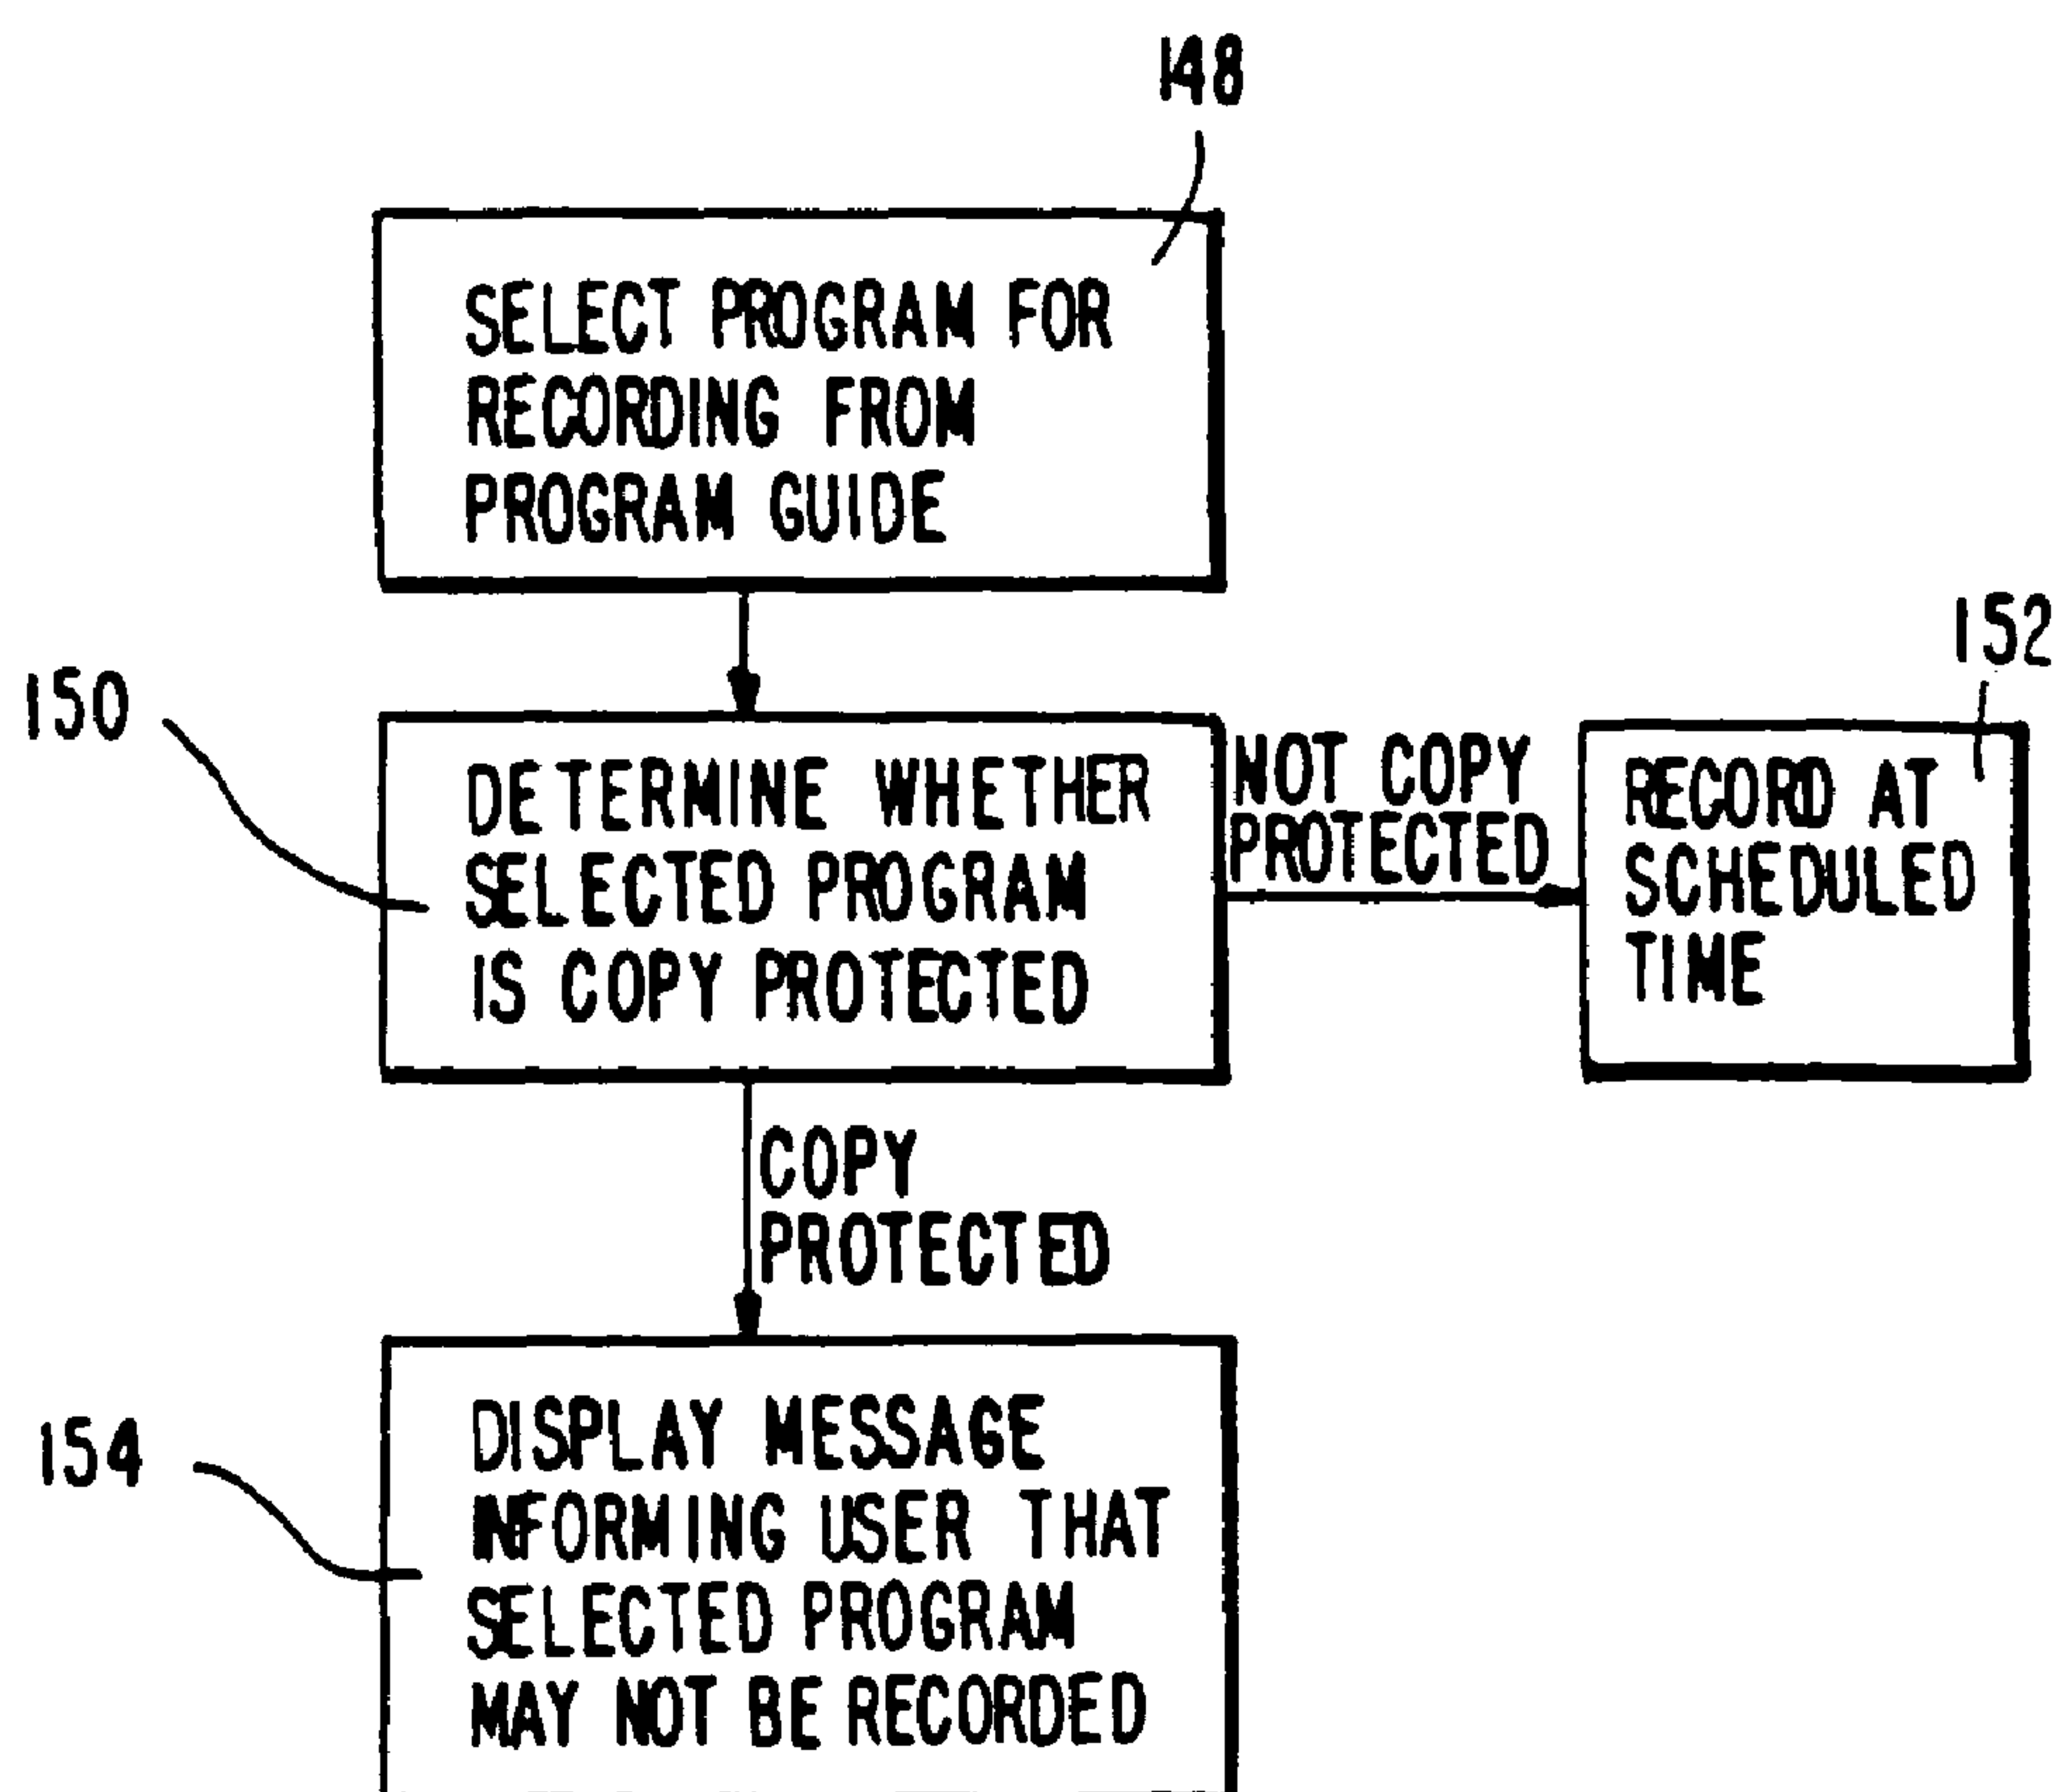 148
SELECT PROGRAM FOR
RECORDING FROM
PROGRAM GUIDE
150
DETERMINE WHETHER
SELECTED PROGRAM
IS COPY PROTECTED
NOT COPY
PROTECTED
152
RECORD AT
SCHEDULED
TIME
COPY
PROTECTED
154
DISPLAY MESSAGE
INFORMING USER THAT
SELECTED PROGRAM
MAY NOT BE RECORDED